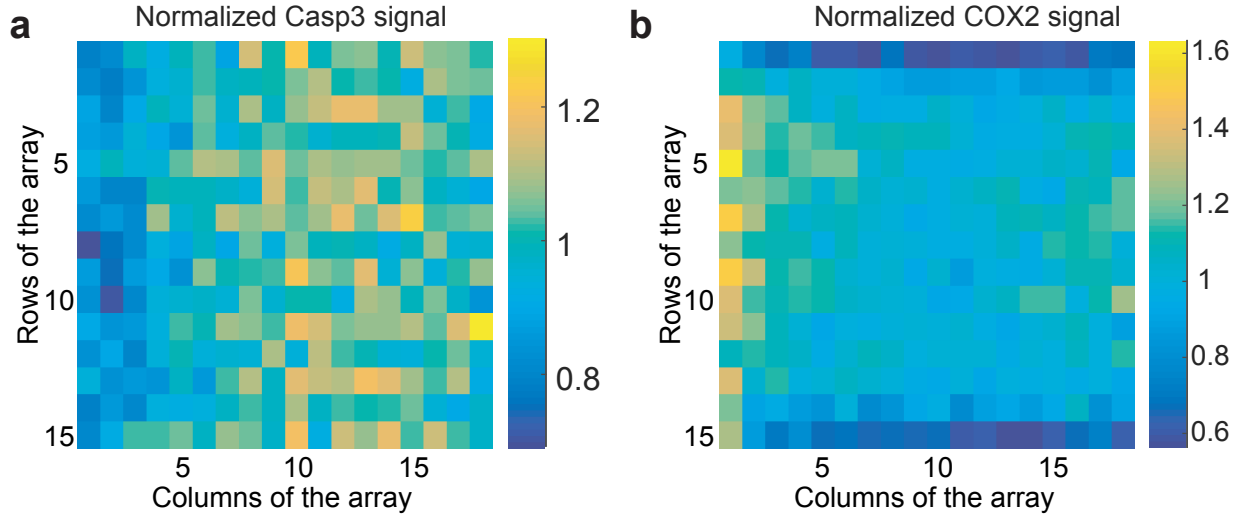 a
Normalized Casp3 signal
Rows of the array
5
10
15
5
10
15
Columns of the array
1.2
1
0.8
b
Normalized COX2 signal
Rows of the array
5
10
15
5
10
15
Columns of the array
1.6
1.4
1.2
1
0.8
0.6